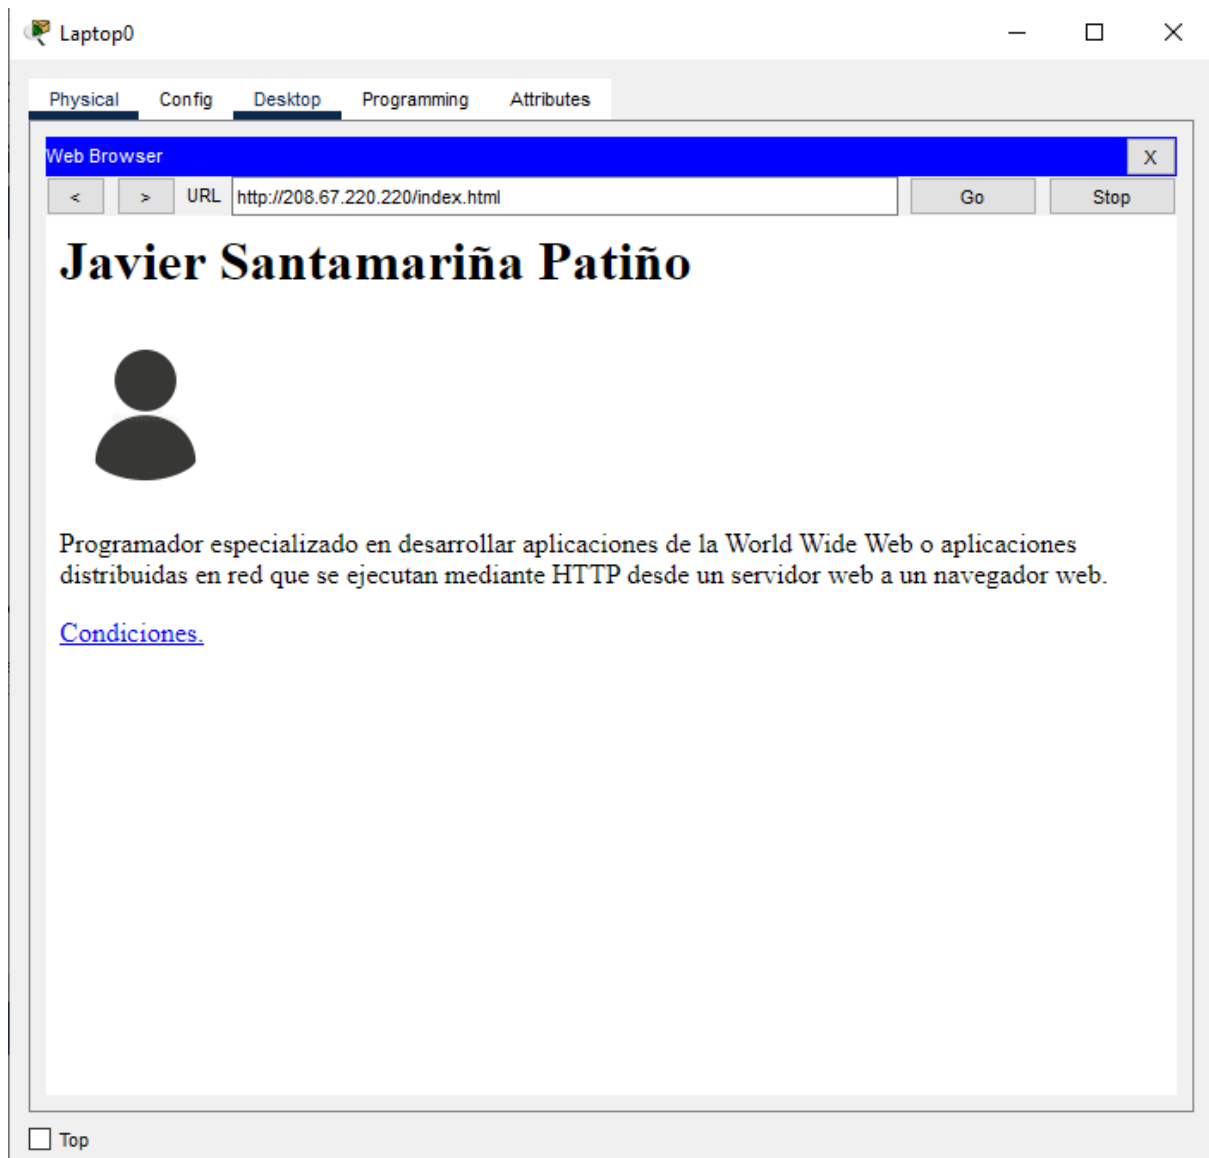 Laptop0
Physical Config Desktop Programming Attributes
Web Browser X
< > URL http://208.67.220.220/index.html Go Stop
Javier Santamariña Patiño
Programador especializado en desarrollar aplicaciones de la World Wide Web o aplicaciones
distribuidas en red que se ejecutan mediante HTTP desde un servidor web a un navegador web.
Condiciones.
Top